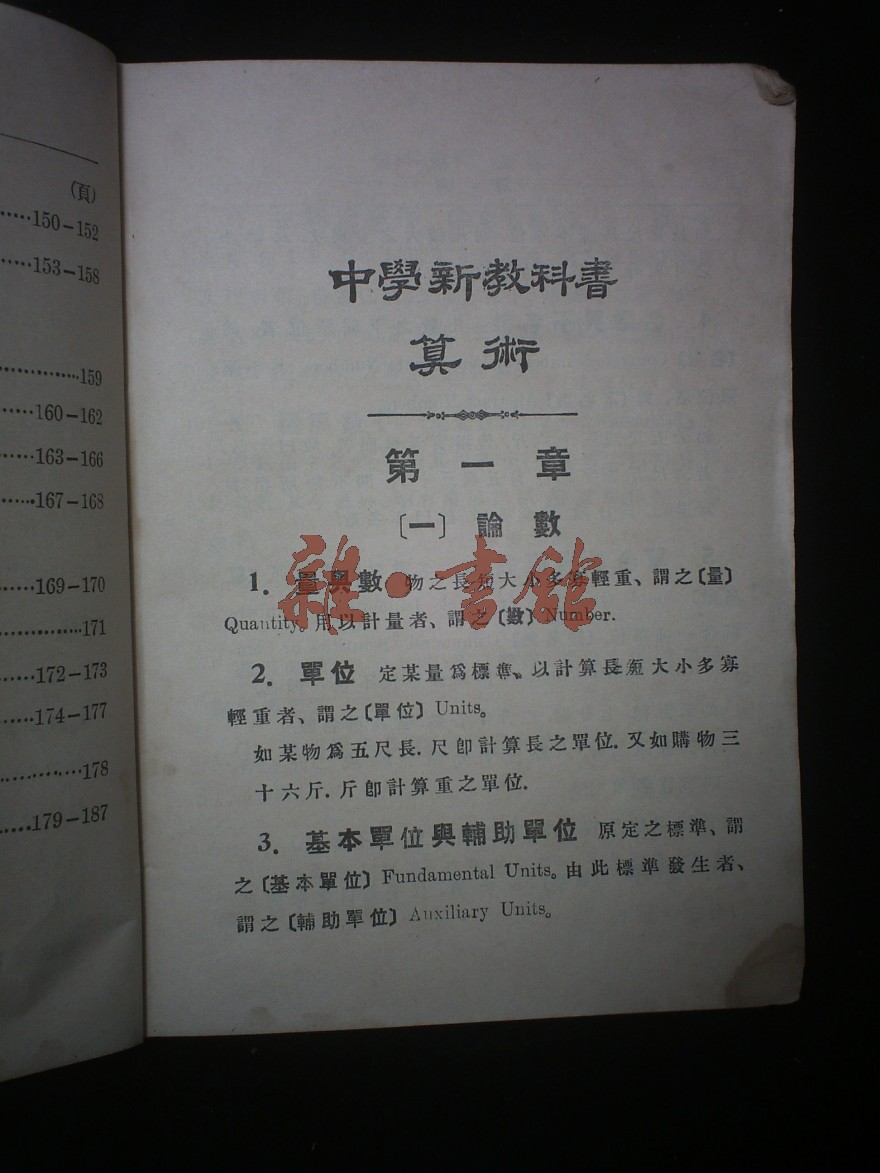 (頁)
……150–152
……153–158
……159
……160–162
……163–166
……167–168
……169–170
……171
……172–173
……174–177
……178
……179–187
中學新教科書
算術
第一章
〔一〕 論數
1. 量與數 物之長短大小多寡輕重、謂之〔量〕
Quantity。用以計量者、謂之〔數〕Number.
2. 單位 定某量爲標準、以計算長短大小多寡
輕重者、謂之〔單位〕Units。
如某物爲五尺長.尺卽計算長之單位.又如購物三
十六斤.斤卽計算重之單位.
3. 基本單位與輔助單位 原定之標準、謂
之〔基本單位〕Fundamental Units。由此標準發生者、
謂之〔輔助單位〕Auxiliary Units。
雜·書館